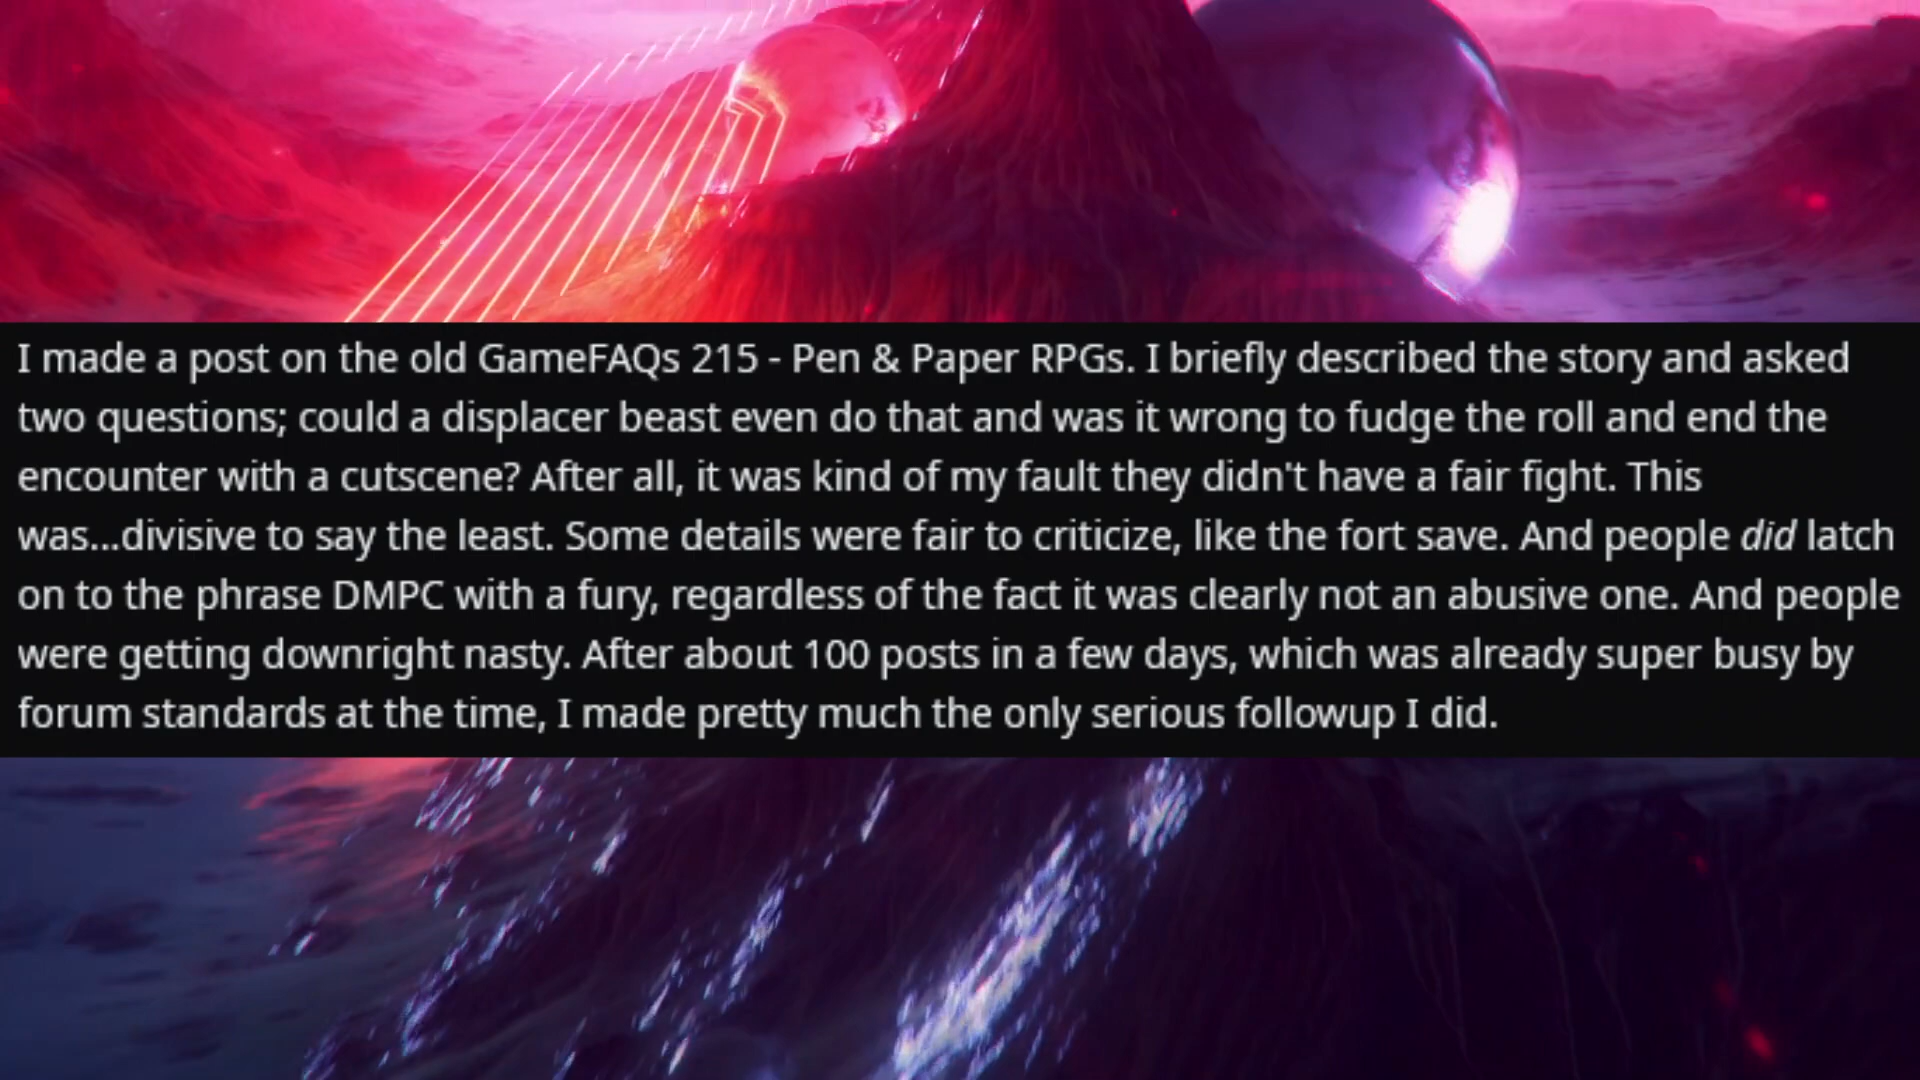 I made a post on the old GameFAQs 215 - Pen & Paper RPGs. I briefly described the story and asked
two questions; could a displacer beast even do that and was it wrong to fudge the roll and end the
encounter with a cutscene? After all, it was kind of my fault they didn't have a fair fight. This
was...divisive to say the least. Some details were fair to criticize, like the fort save. And people did latch
on to the phrase DMPC with a fury, regardless of the fact it was clearly not an abusive one. And people
were getting downright nasty. After about 100 posts in a few days, which was already super busy by
forum standards at the time, I made pretty much the only serious followup I did.